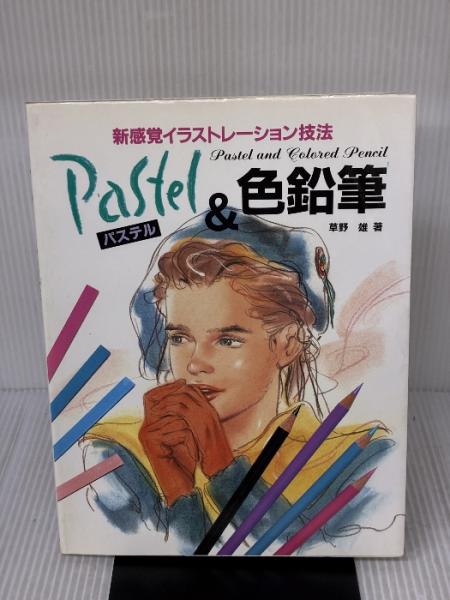 新感覚イラストレーション技法
Pastel and Colored Pencil
Pastel
パステル
&色鉛筆
草野 雄 著